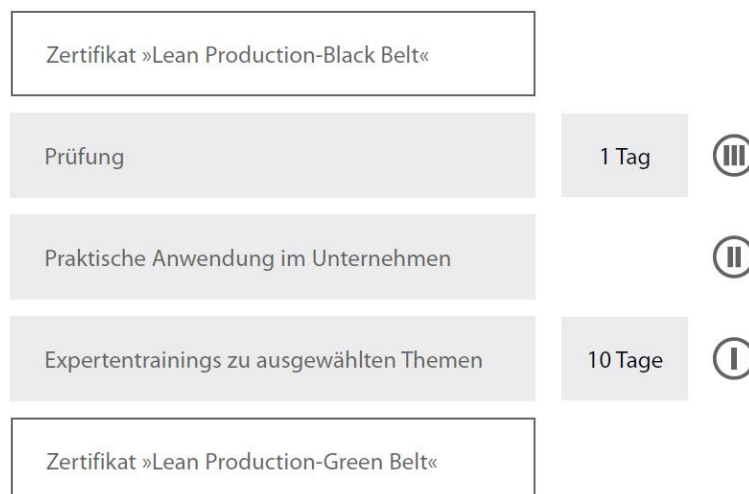 Zertifikat »Lean Production-Black Belt«
Prüfung 1 Tag III
Praktische Anwendung im Unternehmen II
Expertentrainings zu ausgewählten Themen 10 Tage I
Zertifikat »Lean Production-Green Belt«